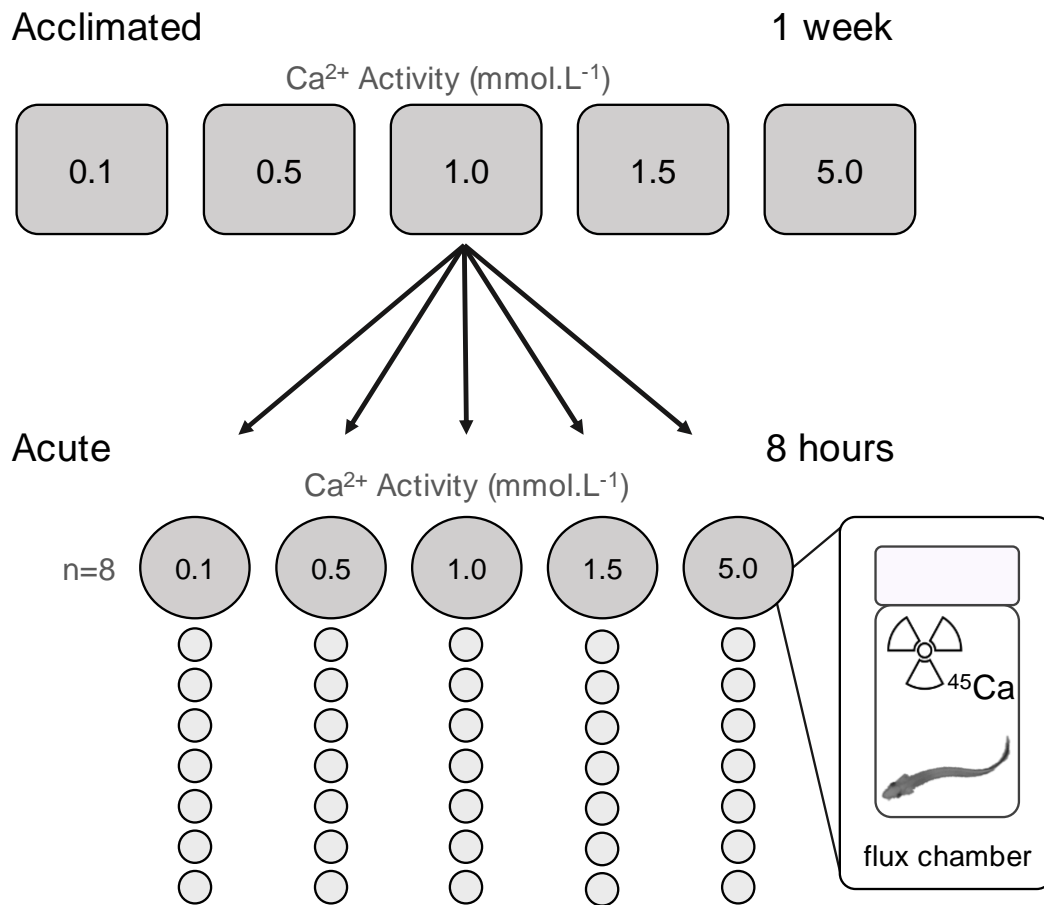 Acclimated 1 week
Ca²⁺ Activity (mmol.L⁻¹)
0.1 0.5 1.0 1.5 5.0
Acute 8 hours
Ca²⁺ Activity (mmol.L⁻¹)
n=8 0.1 0.5 1.0 1.5 5.0
⁴⁵Ca
flux chamber